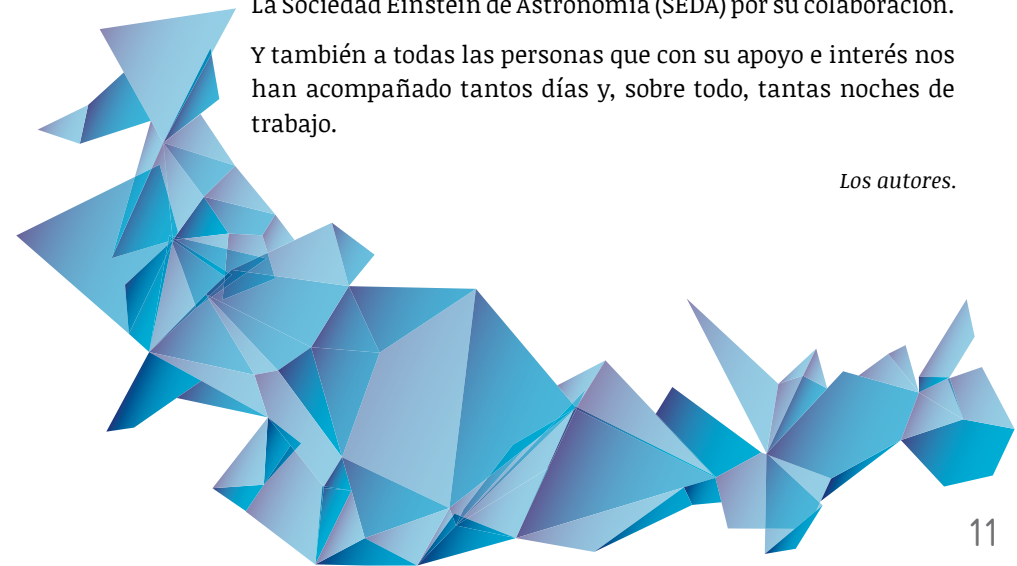 La Sociedad Einstein de Astronomía (SEDA) por su colaboración.
Y también a todas las personas que con su apoyo e interés nos
han acompañado tantos días y, sobre todo, tantas noches de
trabajo.
Los autores.
11